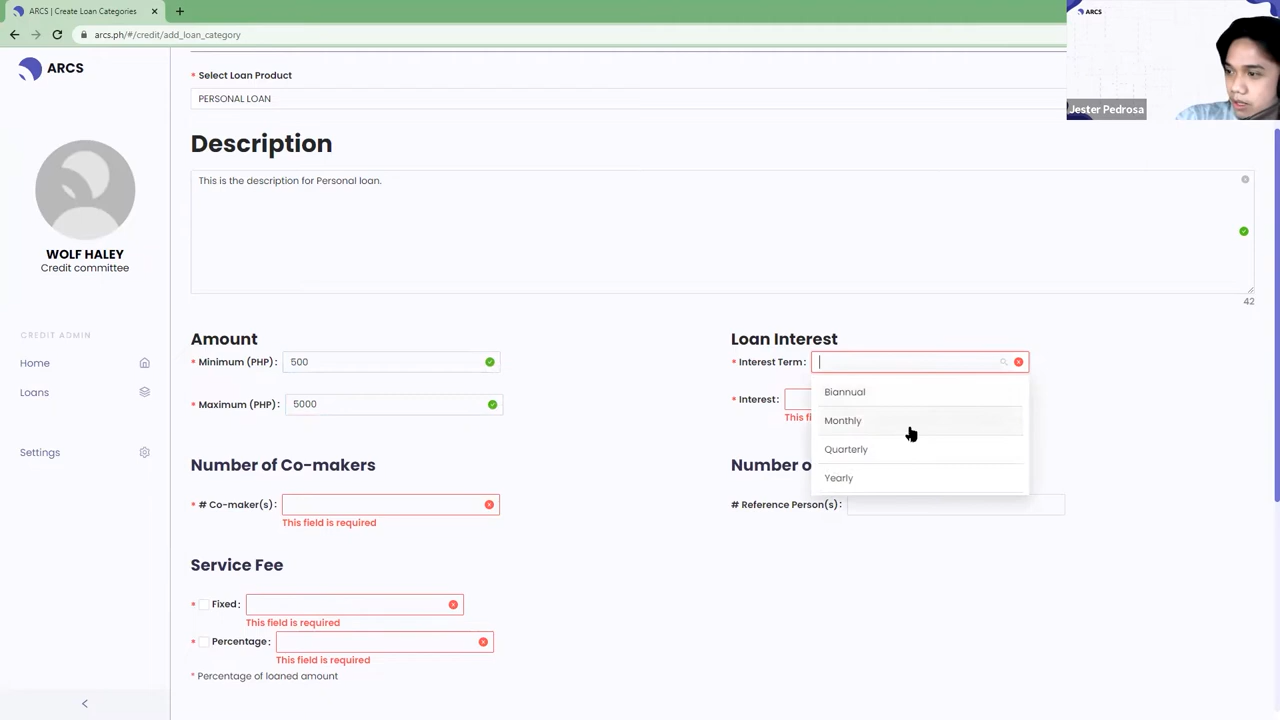 ARCS | Create Loan Categories
arcs.ph/#/credit/add_loan_category
ARCS
Jester Pedrosa
ARCS
WOLF HALEY
Credit committee
CREDIT ADMIN
Home
Loans
Settings
* Select Loan Product
PERSONAL LOAN
Description
This is the description for Personal loan.
42
Amount
* Minimum (PHP) : 500
* Maximum (PHP) : 5000
Loan Interest
* Interest Term :
Biannual
Monthly
Quarterly
Yearly
* Interest :
This fi
Number of Co-makers
* # Co-maker(s) :
This field is required
Number o
# Reference Person(s) :
Service Fee
* Fixed :
This field is required
* Percentage :
This field is required
* Percentage of loaned amount